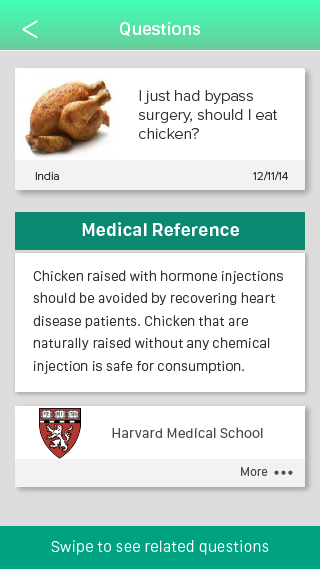 Questions
I just had bypass
surgery, should I eat
chicken?
India 12/11/14
Medical Reference
Chicken raised with hormone injections
should be avoided by recovering heart
disease patients. Chicken that are
naturally raised without any chemical
injection is safe for consumption.
Harvard Medical School
More •••
Swipe to see related questions